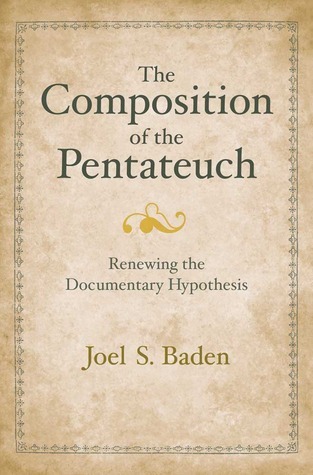 The
Composition
of the
Pentateuch
Renewing the
Documentary Hypothesis
Joel S. Baden